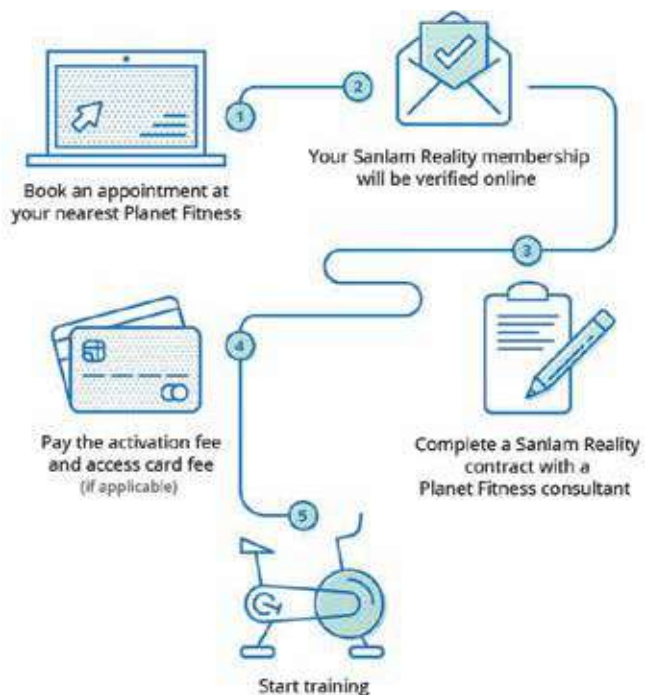 1
Book an appointment at
your nearest Planet Fitness
2
Your Sanlam Reality membership
will be verified online
3
Complete a Sanlam Reality
contract with a
Planet Fitness consultant
4
Pay the activation fee
and access card fee
(if applicable)
5
Start training